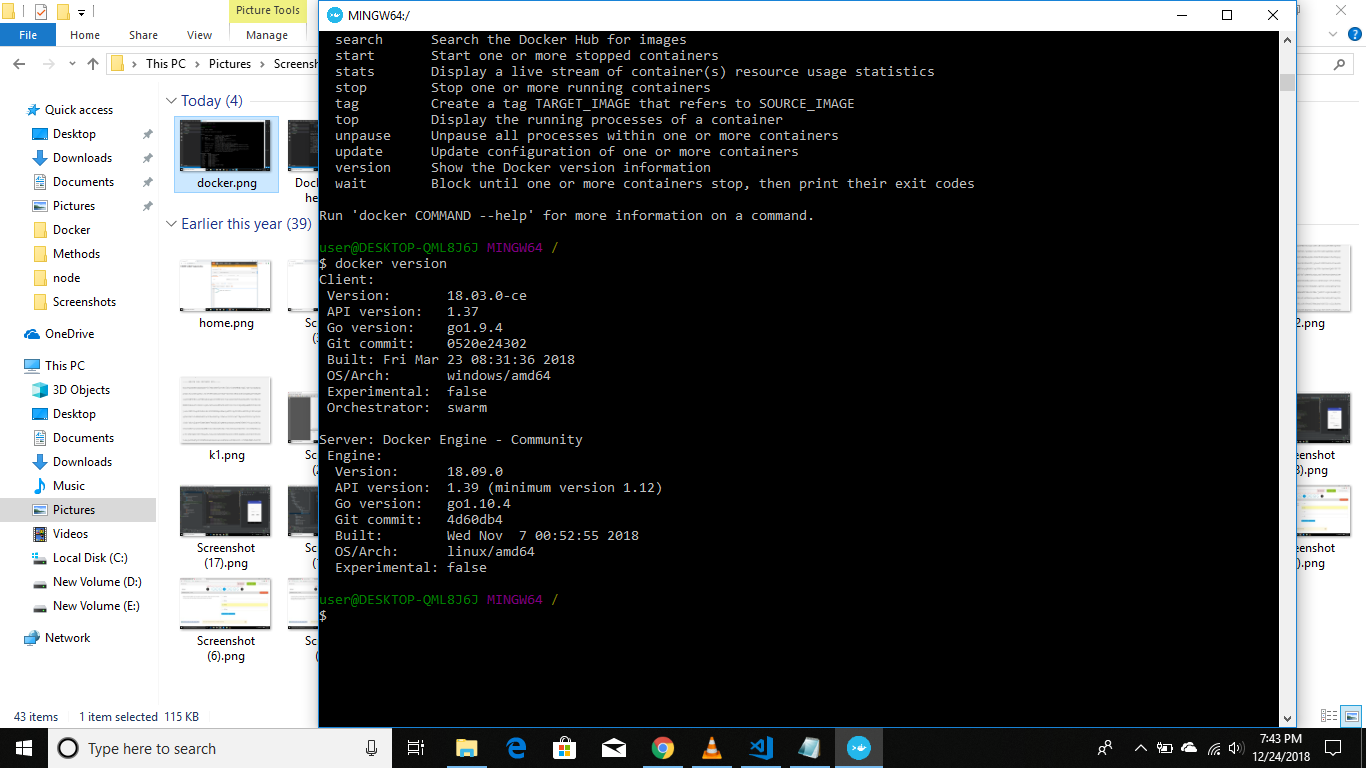 Picture Tools
MINGW64:/
File
Home
Share
View
Manage
This PC
Pictures
Screensh
Quick access
Desktop
Downloads
Documents
Pictures
Docker
Methods
node
Screenshots
OneDrive
This PC
3D Objects
Desktop
Documents
Downloads
Music
Pictures
Videos
Local Disk (C:)
New Volume (D:)
New Volume (E:)
Network
Today (4)
docker.png
Dock
he
Earlier this year (39)
home.png
Sc
(3
k1.png
Sc
(2
Screenshot
(17).png
Sc
(1
Screenshot
(6).png
Sc
(
search Search the Docker Hub for images
start Start one or more stopped containers
stats Display a live stream of container(s) resource usage statistics
stop Stop one or more running containers
tag Create a tag TARGET_IMAGE that refers to SOURCE_IMAGE
top Display the running processes of a container
unpause Unpause all processes within one or more containers
update Update configuration of one or more containers
version Show the Docker version information
wait Block until one or more containers stop, then print their exit codes
Run 'docker COMMAND --help' for more information on a command.
user@DESKTOP-QML8J6J MINGW64 /
$ docker version
Client:
Version: 18.03.0-ce
API version: 1.37
Go version: go1.9.4
Git commit: 0520e24302
Built: Fri Mar 23 08:31:36 2018
OS/Arch: windows/amd64
Experimental: false
Orchestrator: swarm
Server: Docker Engine - Community
Engine:
Version: 18.09.0
API version: 1.39 (minimum version 1.12)
Go version: go1.10.4
Git commit: 4d60db4
Built: Wed Nov 7 00:52:55 2018
OS/Arch: linux/amd64
Experimental: false
user@DESKTOP-QML8J6J MINGW64 /
$
2.png
eenshot
).png
eenshot
).png
43 items
1 item selected 115 KB
Type here to search
7:43 PM
12/24/2018